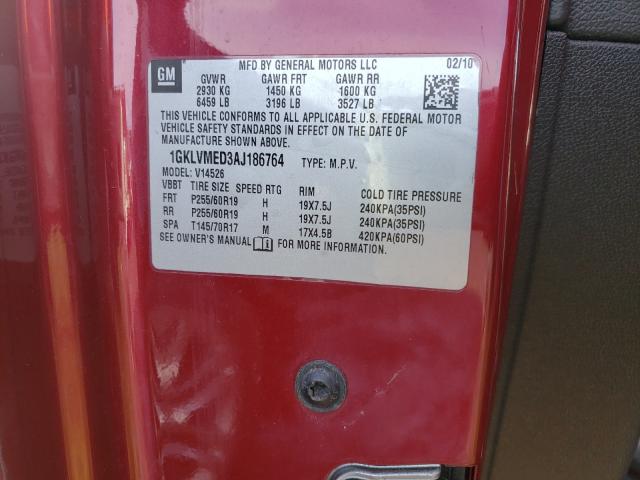 GM
MFD BY GENERAL MOTORS LLC 02/10
GVWR GAWR FRT GAWR RR
2930 KG 1450 KG 1600 KG
6459 LB 3196 LB 3527 LB
THIS VEHICLE CONFORMS TO ALL APPLICABLE U.S. FEDERAL MOTOR
VEHICLE SAFETY STANDARDS IN EFFECT ON THE DATE OF
MANUFACTURE SHOWN ABOVE.
1GKLVMED3AJ186764 TYPE: M.P.V.
MODEL: V14526
VBBT TIRE SIZE SPEED RTG RIM COLD TIRE PRESSURE
FRT P255/60R19 H 19X7.5J 240KPA(35PSI)
RR P255/60R19 H 19X7.5J 240KPA(35PSI)
SPA T145/70R17 M 17X4.5B 420KPA(60PSI)
SEE OWNER'S MANUAL FOR MORE INFORMATION.